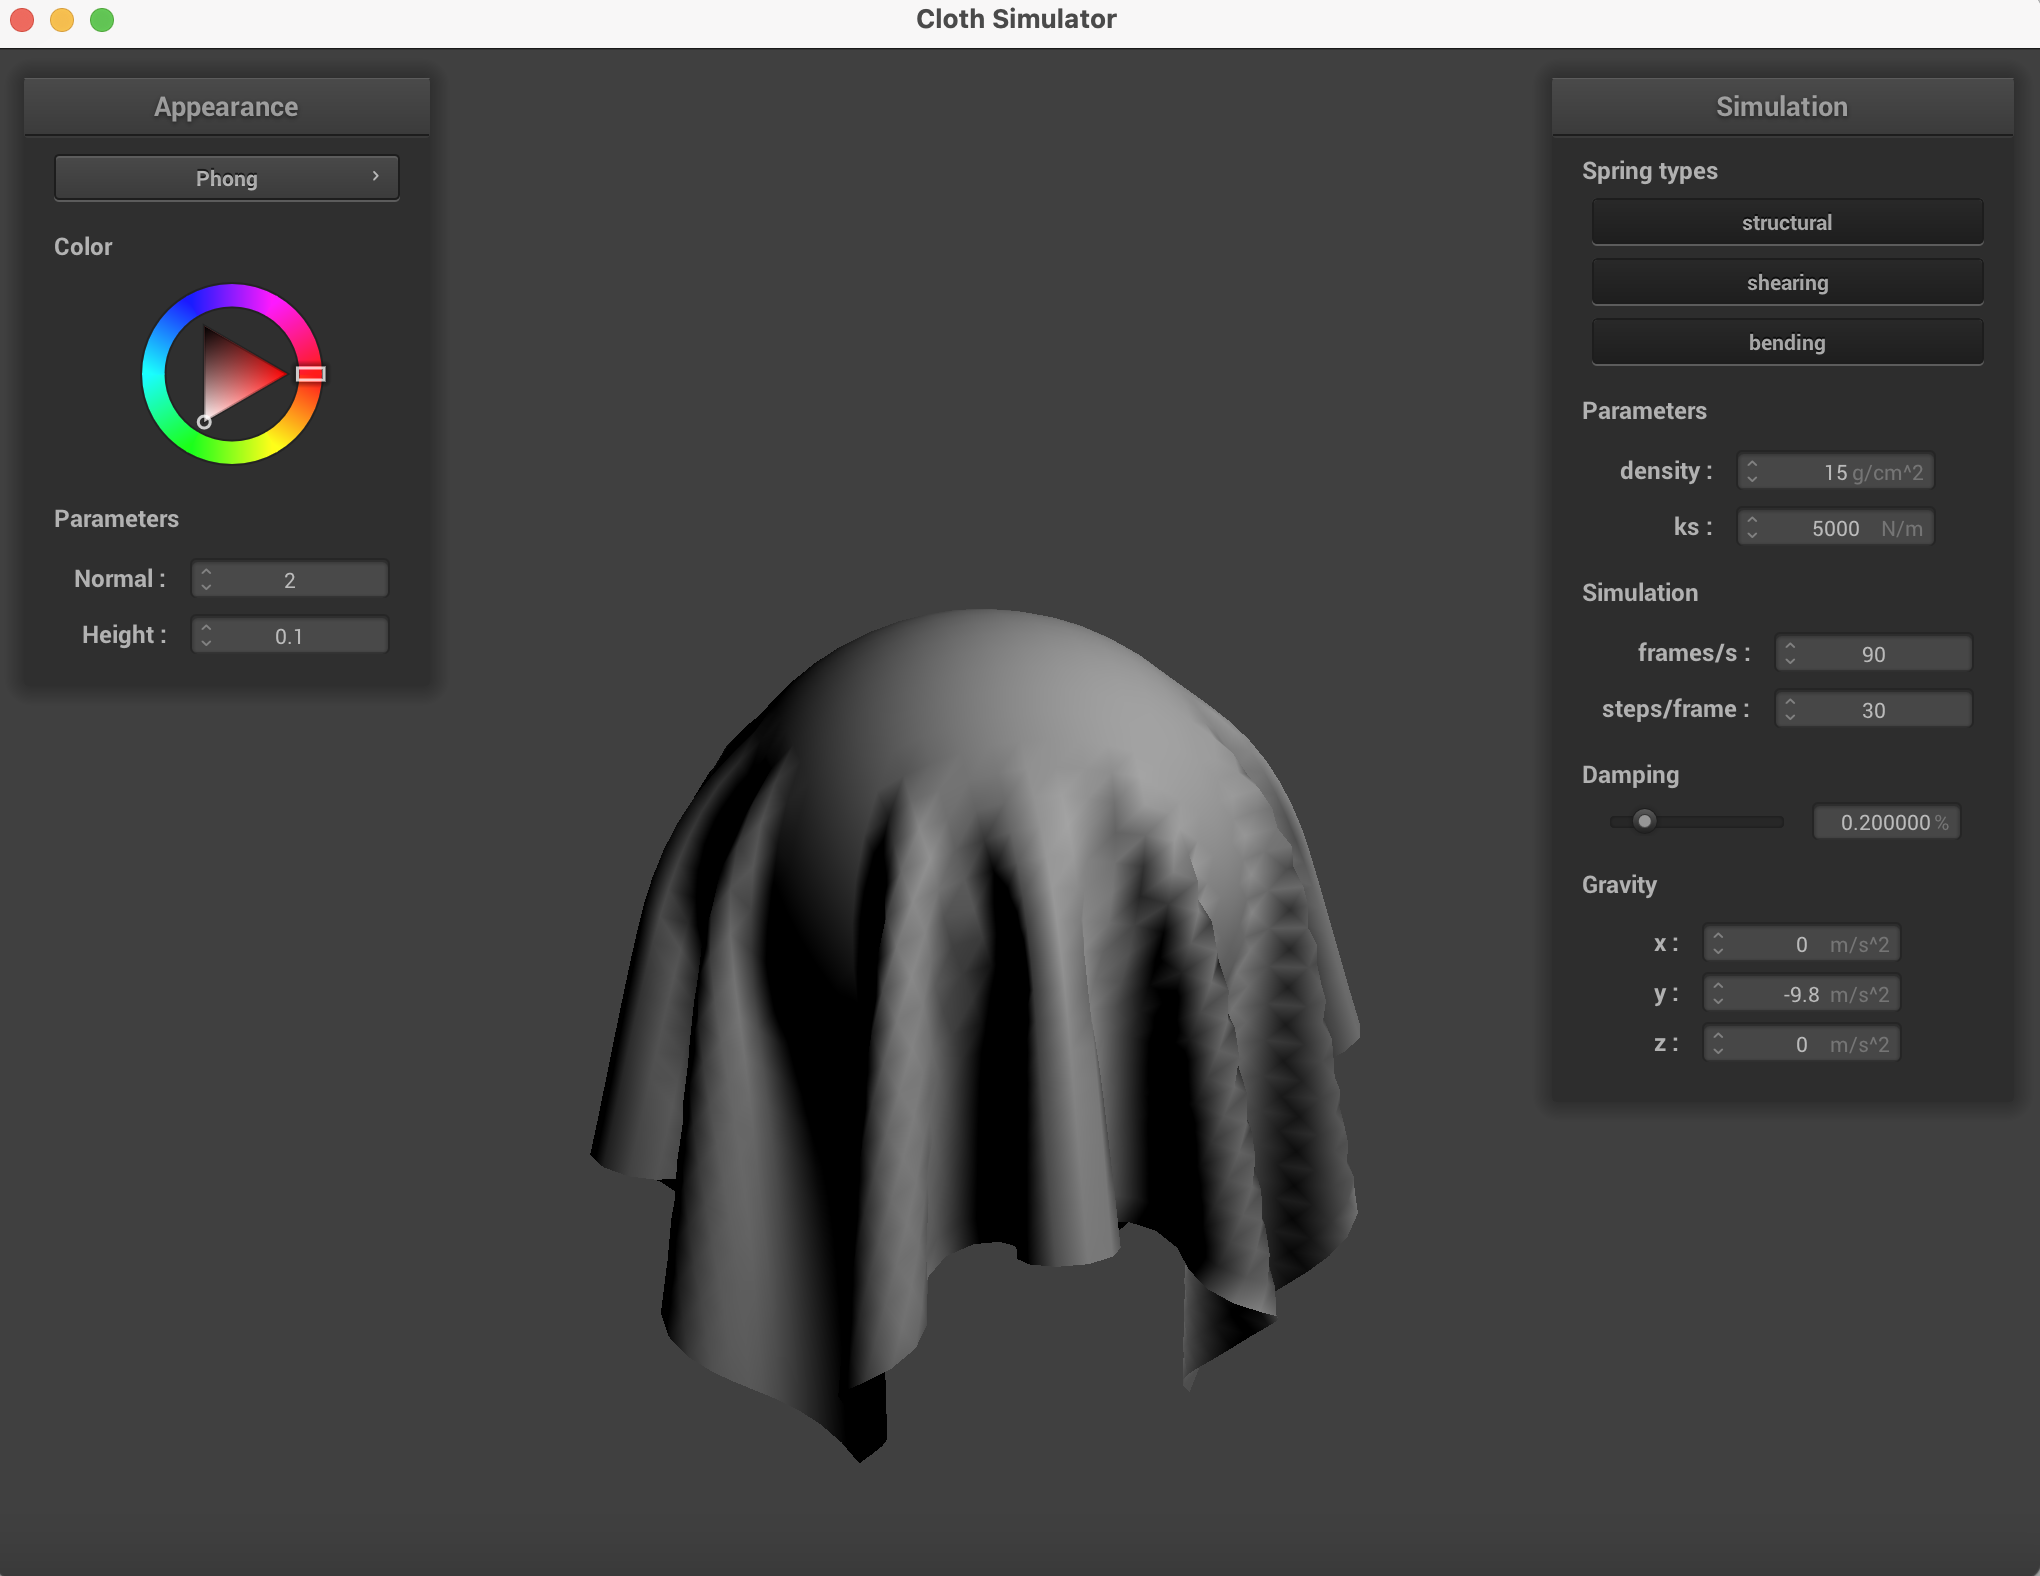 Cloth Simulator
Appearance
Phong
Color
Parameters
Normal : 2
Height : 0.1
Simulation
Spring types
structural
shearing
bending
Parameters
density : 15 g/cm^2
ks : 5000 N/m
Simulation
frames/s : 90
steps/frame : 30
Damping
0.200000 %
Gravity
x : 0 m/s^2
y : -9.8 m/s^2
z : 0 m/s^2